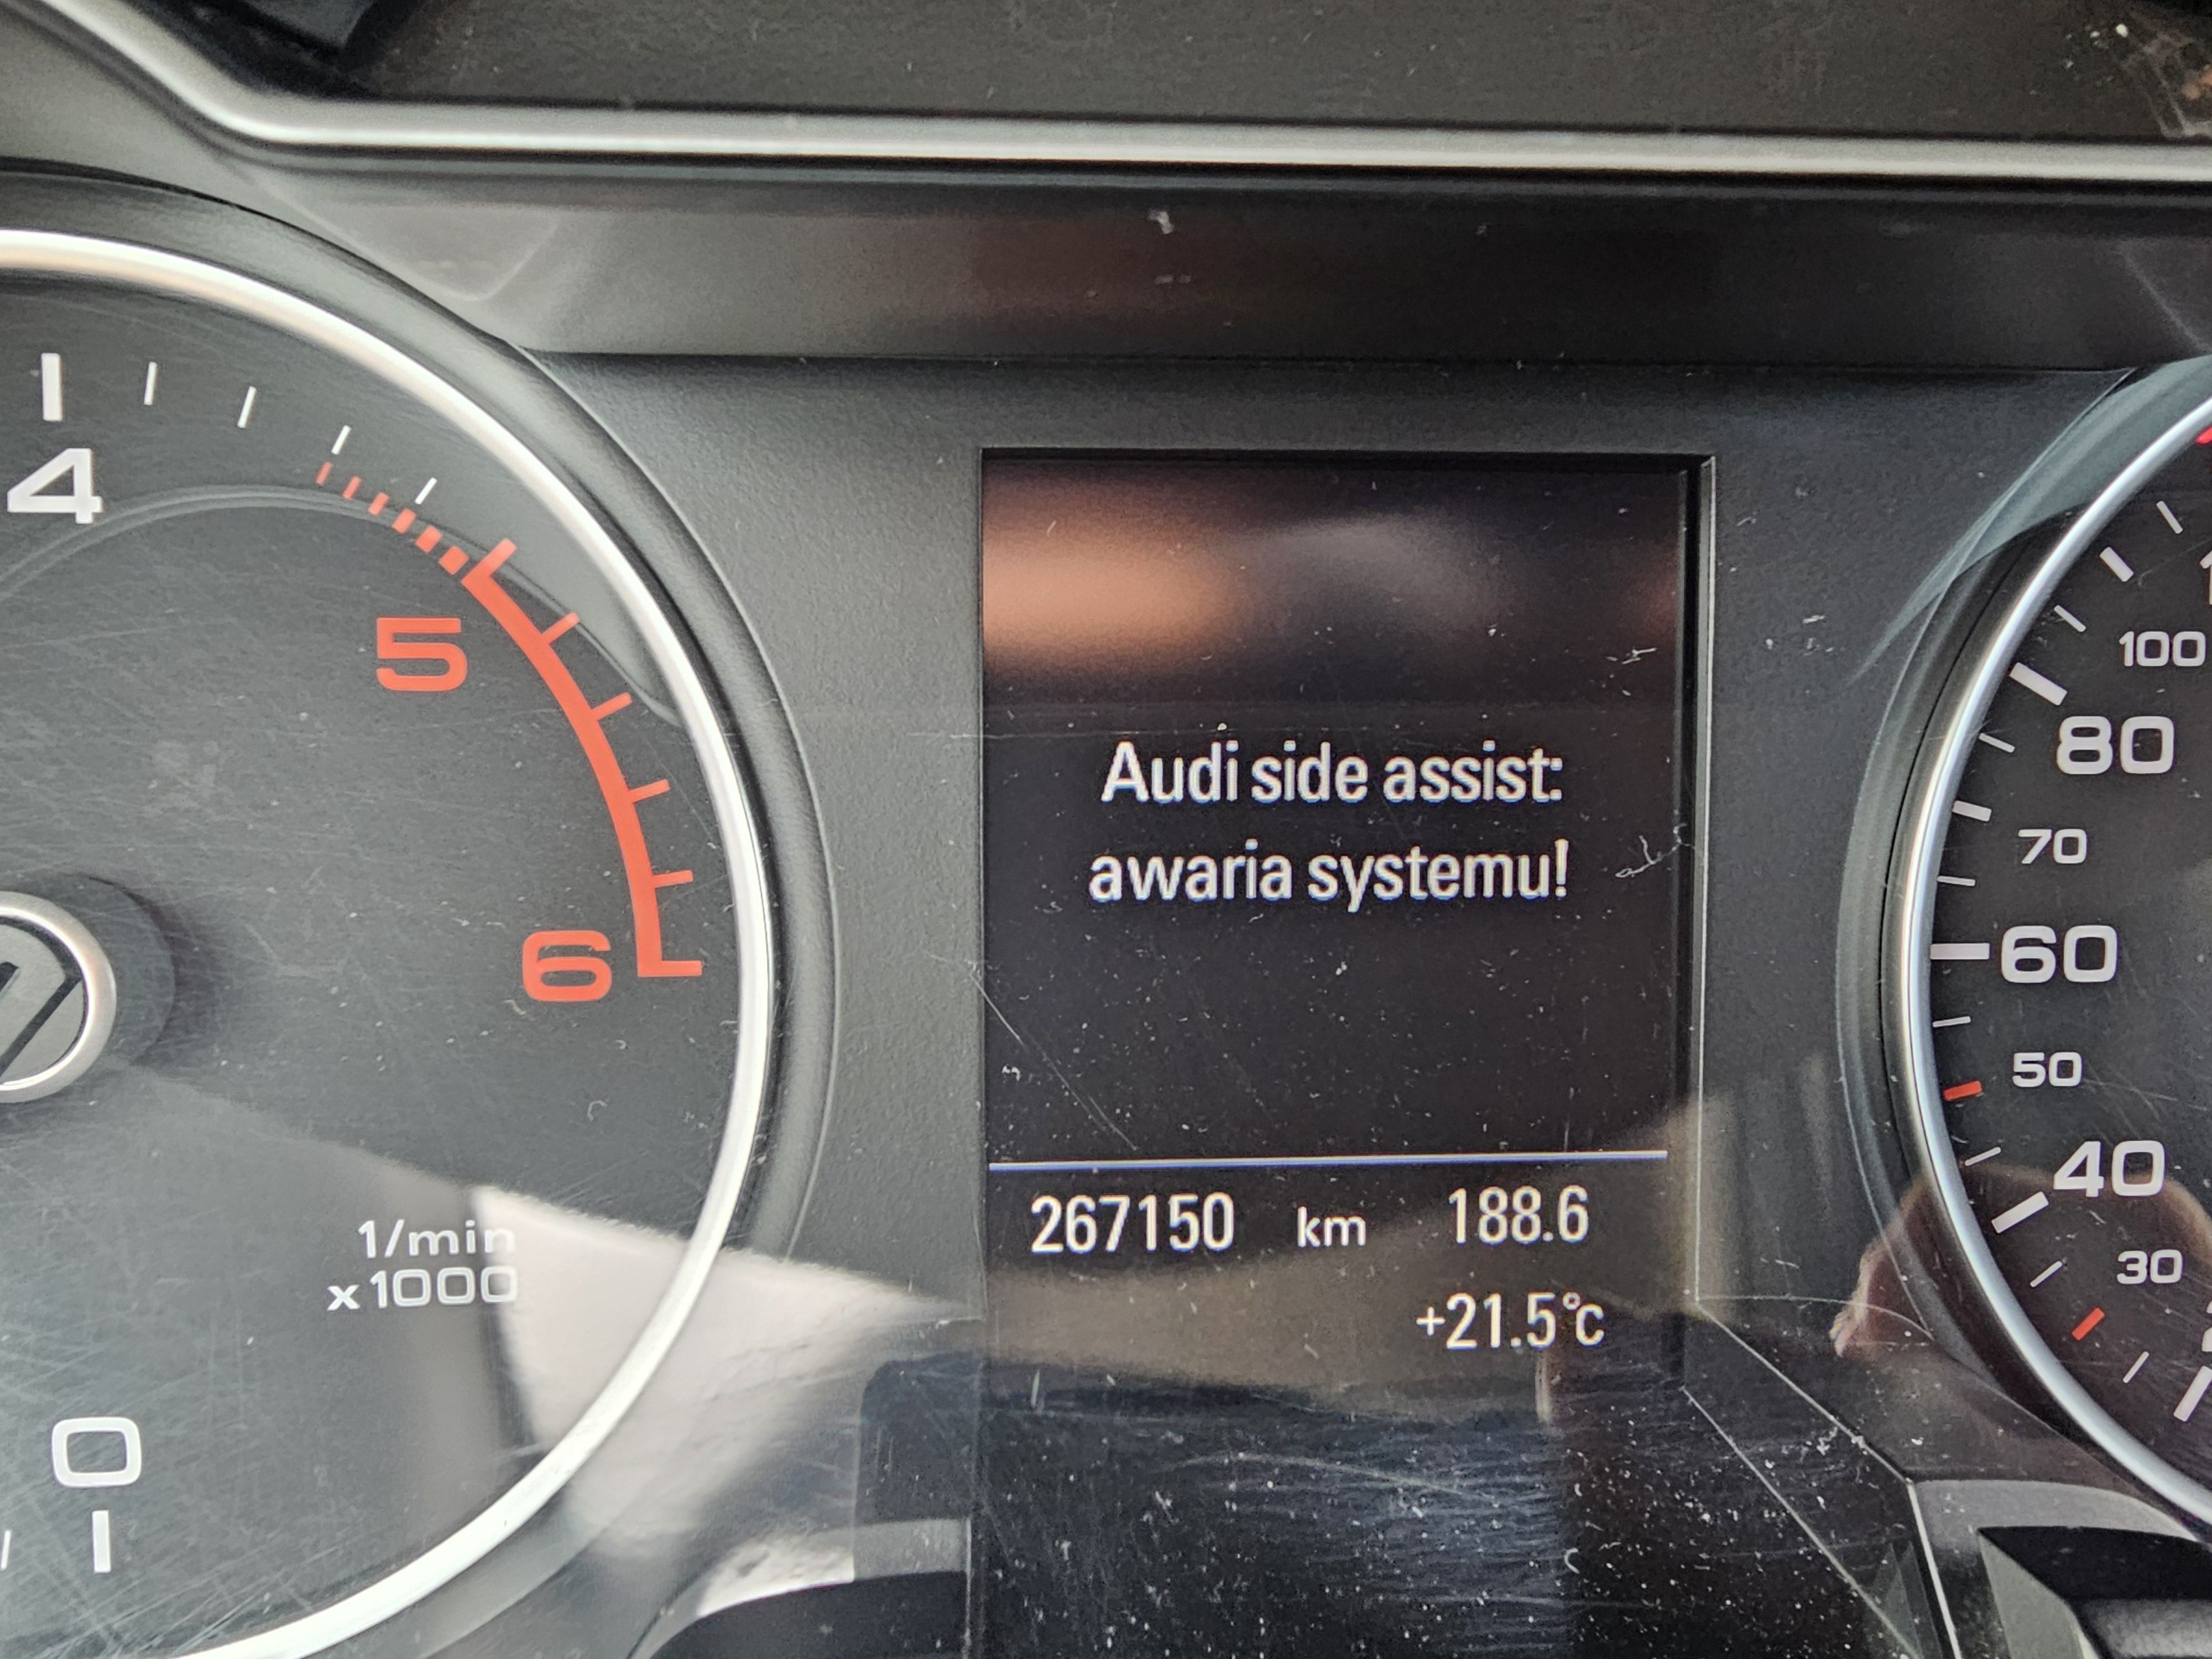 4
5
6
1/min
x1000
0
Audi side assist:
awaria systemu!
267150 km 188.6
+21.5°C
100
80
70
60
50
40
30